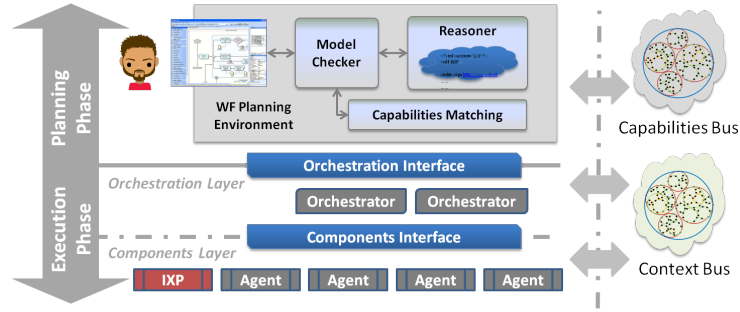 Planning
Phase
Execution
Phase
Model
Checker
Reasoner
WF Planning
Environment
Capabilities Matching
Orchestration Interface
Orchestration Layer
Orchestrator
Orchestrator
Components Interface
Components Layer
IXP
Agent
Agent
Agent
Agent
Capabilities Bus
Context Bus